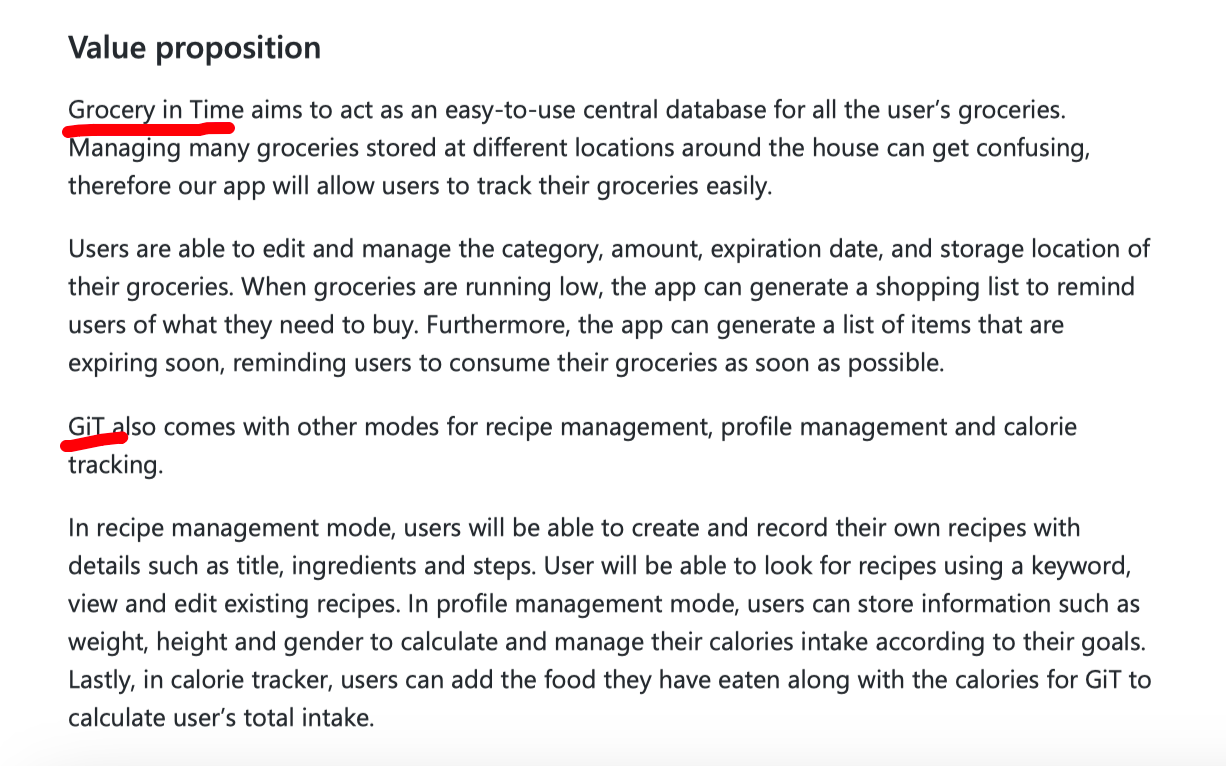 Value proposition
Grocery in Time aims to act as an easy-to-use central database for all the user’s groceries.
Managing many groceries stored at different locations around the house can get confusing,
therefore our app will allow users to track their groceries easily.
Users are able to edit and manage the category, amount, expiration date, and storage location of
their groceries. When groceries are running low, the app can generate a shopping list to remind
users of what they need to buy. Furthermore, the app can generate a list of items that are
expiring soon, reminding users to consume their groceries as soon as possible.
GiT also comes with other modes for recipe management, profile management and calorie
tracking.
In recipe management mode, users will be able to create and record their own recipes with
details such as title, ingredients and steps. User will be able to look for recipes using a keyword,
view and edit existing recipes. In profile management mode, users can store information such as
weight, height and gender to calculate and manage their calories intake according to their goals.
Lastly, in calorie tracker, users can add the food they have eaten along with the calories for GiT to
calculate user’s total intake.